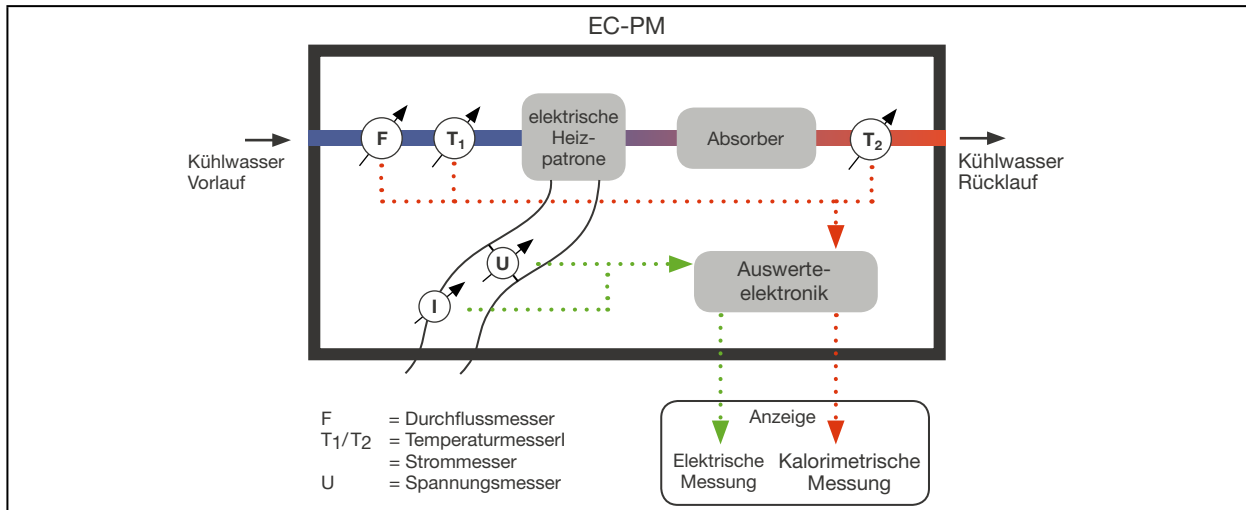 EC-PM
F
T1
elektrische
Heiz-
patrone
Absorber
T2
Kühlwasser
Vorlauf
Kühlwasser
Rücklauf
U
I
Auswerte-
elektronik
F = Durchflussmesser
T1/T2 = Temperaturmesserl
= Strommesser
U = Spannungsmesser
Anzeige
Elektrische
Messung
Kalorimetrische
Messung